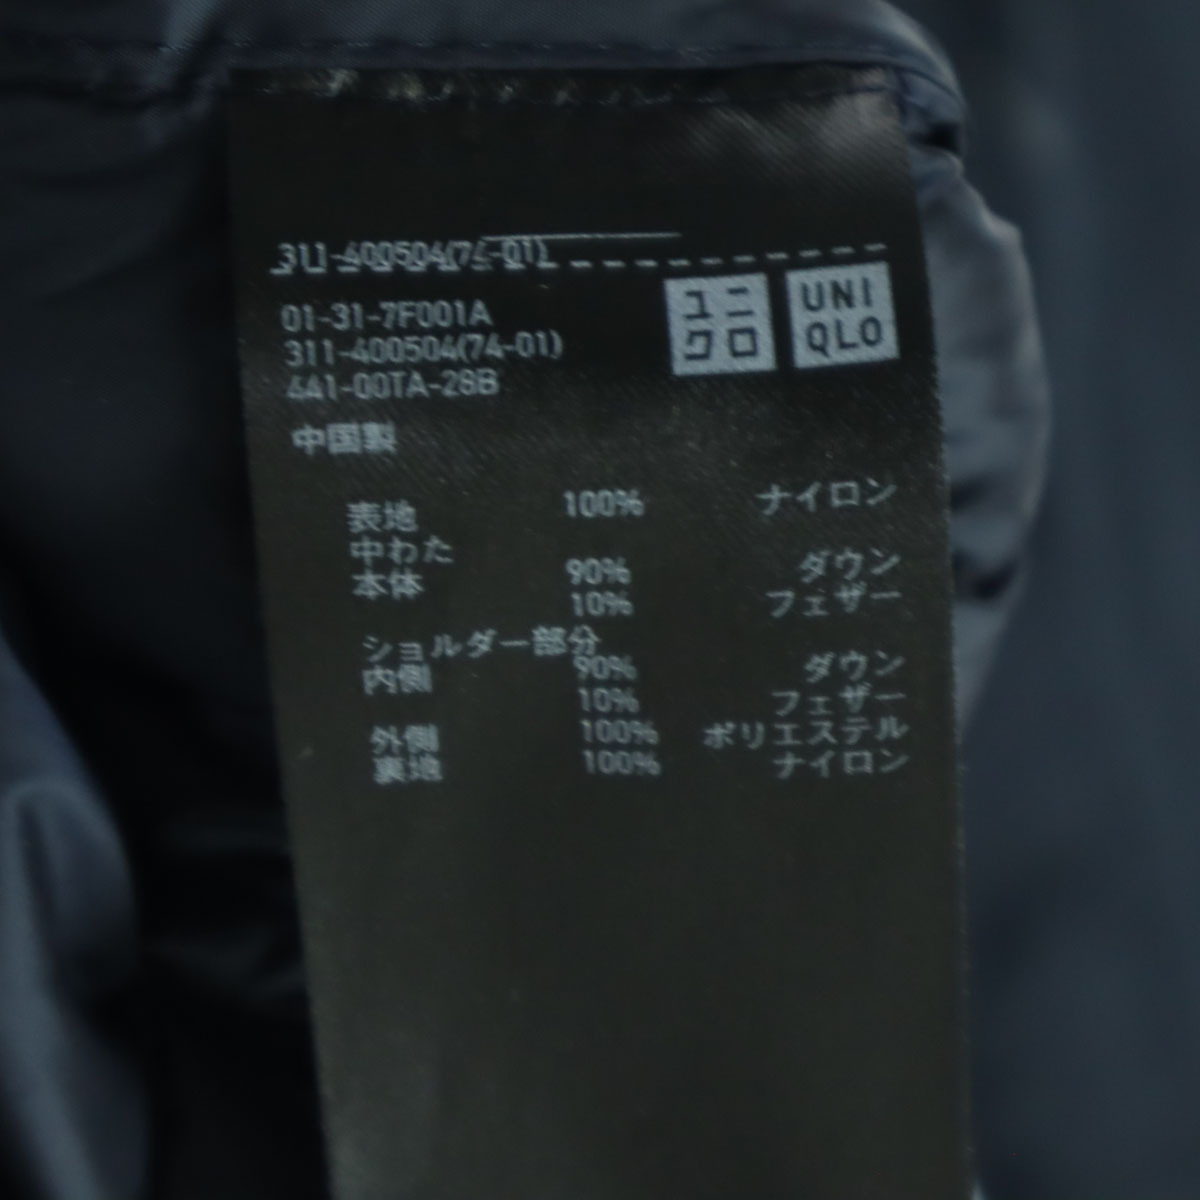 311-400504(74-01)
01-31-7F001A
311-400504(74-01)
441-00TA-28B
ユニクロ
UNIQLO
中国製
表地 100% ナイロン
中わた
本体 90% ダウン
10% フェザー
ショルダー部分
内側 90% ダウン
10% フェザー
外側 100% ポリエステル
裏地 100% ナイロン